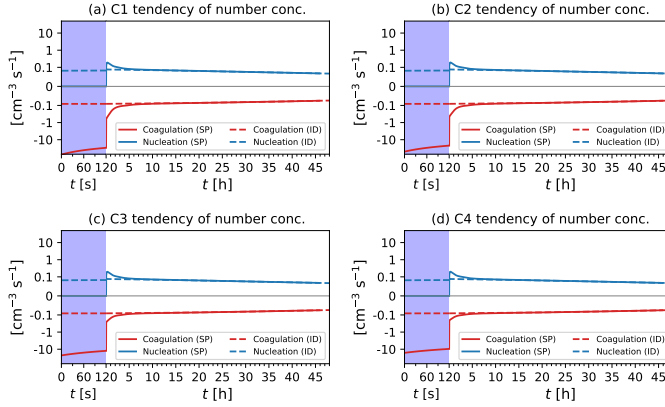 (a) C1 tendency of number conc.
[cm⁻³ s⁻¹]
10
1
0.1
0
-0.1
-1
-10
Coagulation (SP)
Nucleation (SP)
Coagulation (ID)
Nucleation (ID)
0 60 120 5 10 15 20 25 30 35 40 45
t [s]
t [h]
(b) C2 tendency of number conc.
[cm⁻³ s⁻¹]
10
1
0.1
0
-0.1
-1
-10
Coagulation (SP)
Nucleation (SP)
Coagulation (ID)
Nucleation (ID)
0 60 120 5 10 15 20 25 30 35 40 45
t [s]
t [h]
(c) C3 tendency of number conc.
[cm⁻³ s⁻¹]
10
1
0.1
0
-0.1
-1
-10
Coagulation (SP)
Nucleation (SP)
Coagulation (ID)
Nucleation (ID)
0 60 120 5 10 15 20 25 30 35 40 45
t [s]
t [h]
(d) C4 tendency of number conc.
[cm⁻³ s⁻¹]
10
1
0.1
0
-0.1
-1
-10
Coagulation (SP)
Nucleation (SP)
Coagulation (ID)
Nucleation (ID)
0 60 120 5 10 15 20 25 30 35 40 45
t [s]
t [h]